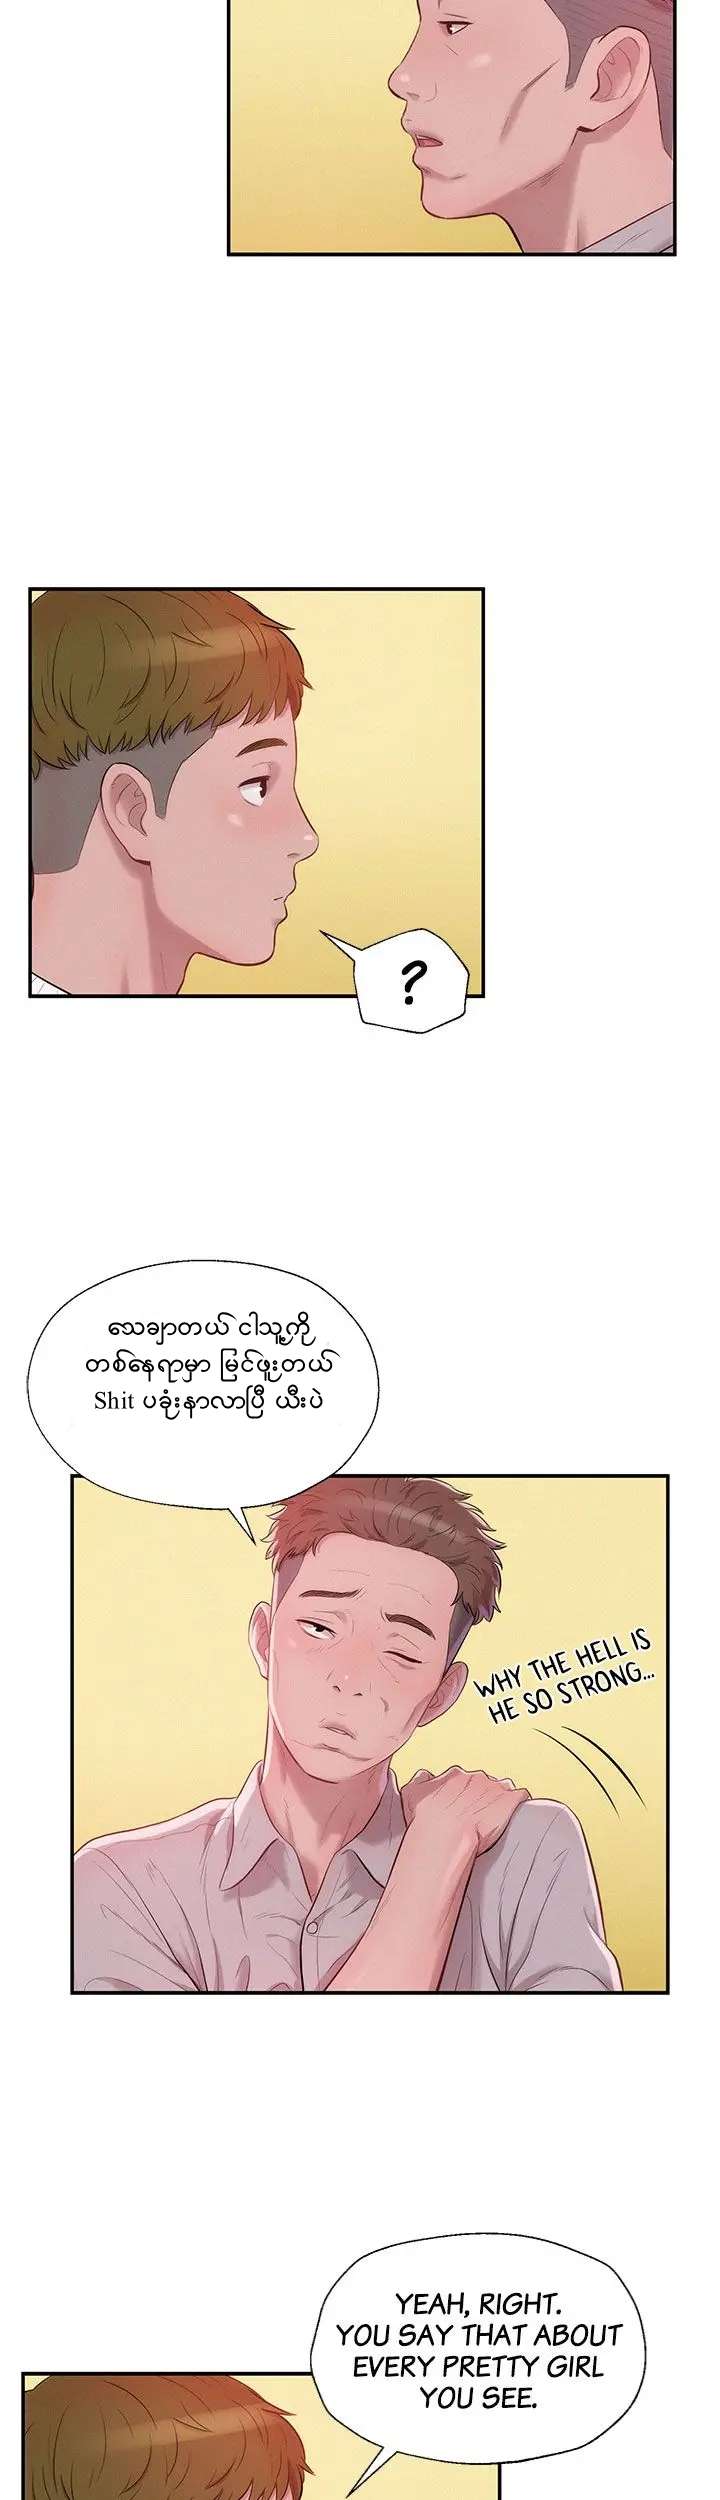 ?
သေချာတယ် ငါသူ့ကို
တစ်နေရာမှာ မြင်ဖူးတယ်
Shit ပခုံးနာလာပြီ ယီးပဲ
WHY THE HELL IS
HE SO STRONG...
YEAH, RIGHT.
YOU SAY THAT ABOUT
EVERY PRETTY GIRL
YOU SEE.